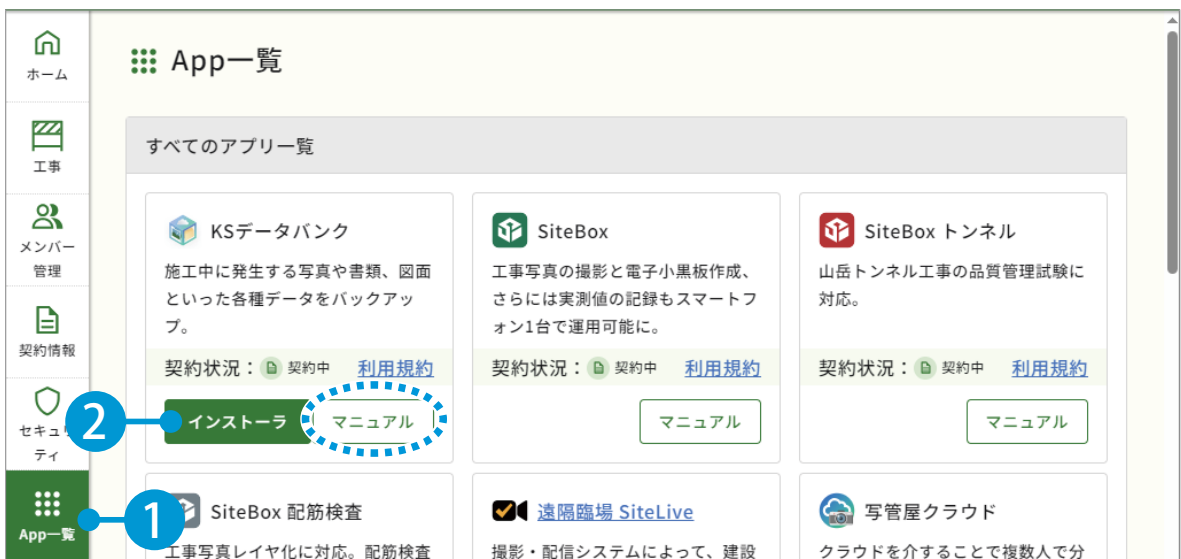 ホーム
工事
メンバー
管理
契約情報
セキュリ
ティ
App一覧
App一覧
すべてのアプリ一覧
KSデータバンク
施工中に発生する写真や書類、図面
といった各種データをバックアッ
プ。
契約状況： 契約中 利用規約
インストーラ マニュアル
SiteBox
工事写真の撮影と電子小黒板作成、
さらには実測値の記録もスマートフ
ォン1台で運用可能に。
契約状況： 契約中 利用規約
マニュアル
SiteBox トンネル
山岳トンネル工事の品質管理試験に
対応。
契約状況： 契約中 利用規約
マニュアル
2
1
SiteBox 配筋検査
工事写真レイヤ化に対応。配筋検査
遠隔臨場 SiteLive
撮影・配信システムによって、建設
写管屋クラウド
クラウドを介することで複数人で分